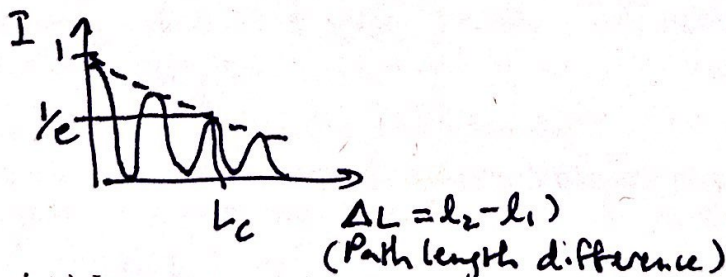 I
1
1/e
Lc
ΔL = l₂-l₁)
(Path length difference)